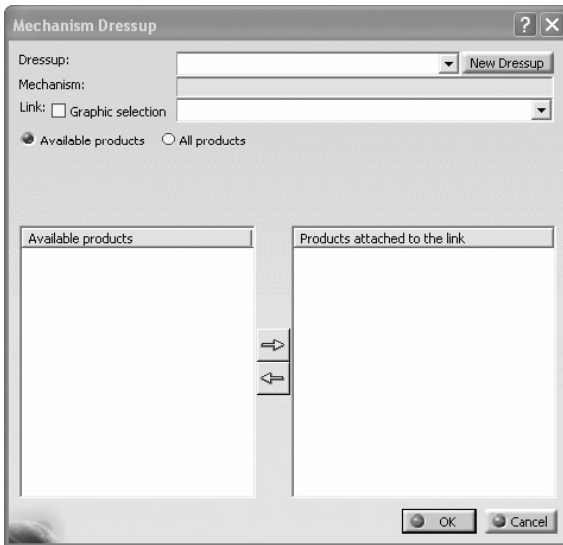 Mechanism Dressup
Dressup:
New Dressup
Mechanism:
Link: Graphic selection
Available products All products
Available products
Products attached to the link
OK Cancel